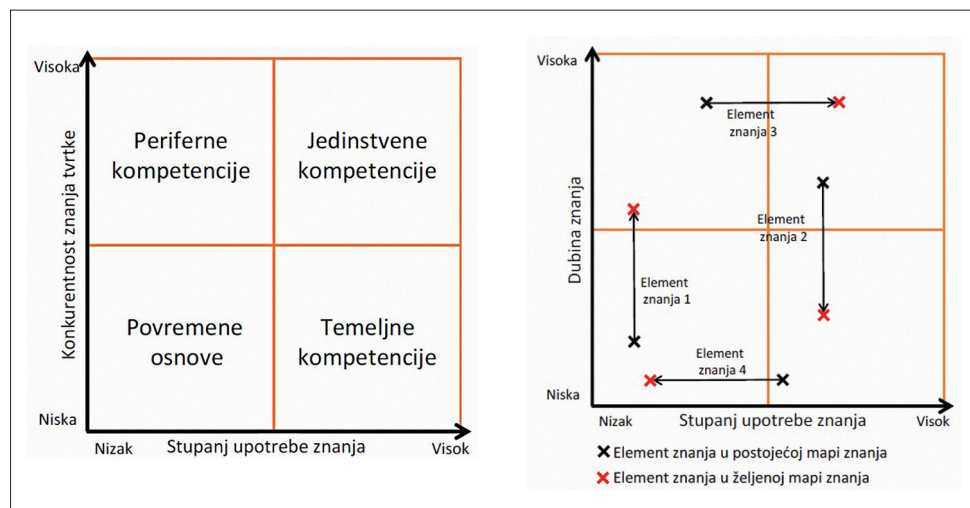 Visoka
Konkurentnost znanja tvrtke
Periferne
kompetencije
Jedinstvene
kompetencije
Povremene
osnove
Temeljne
kompetencije
Niska
Nizak
Stupanj upotrebe znanja
Visok
Visoka
Dubina znanja
Element
znanja 3
Element
znanja 2
Element
znanja 1
Element
znanja 4
Niska
Nizak
Stupanj upotrebe znanja
Visok
Element znanja u postojećoj mapi znanja
Element znanja u željenoj mapi znanja